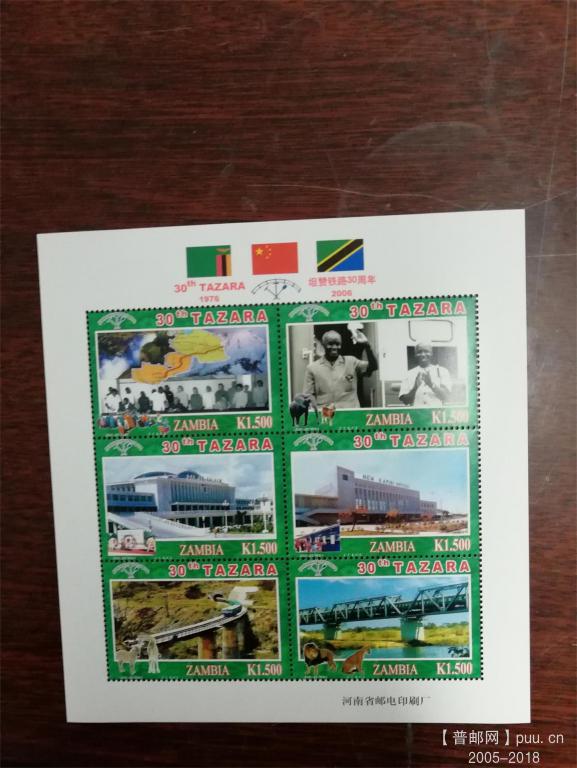 30th TAZARA
坦赞铁路30周年
1976
2006
30th TAZARA
ZAMBIA K1.500
30th TAZARA
ZAMBIA K1.500
30th TAZARA
ZAMBIA K1.500
30th TAZARA
NEW KAPIRI MPOSHI
ZAMBIA K1.500
30th TAZARA
ZAMBIA K1.500
30th TAZARA
ZAMBIA K1.500
河南省邮电印刷厂
【普邮网】puu.cn
2005-2018